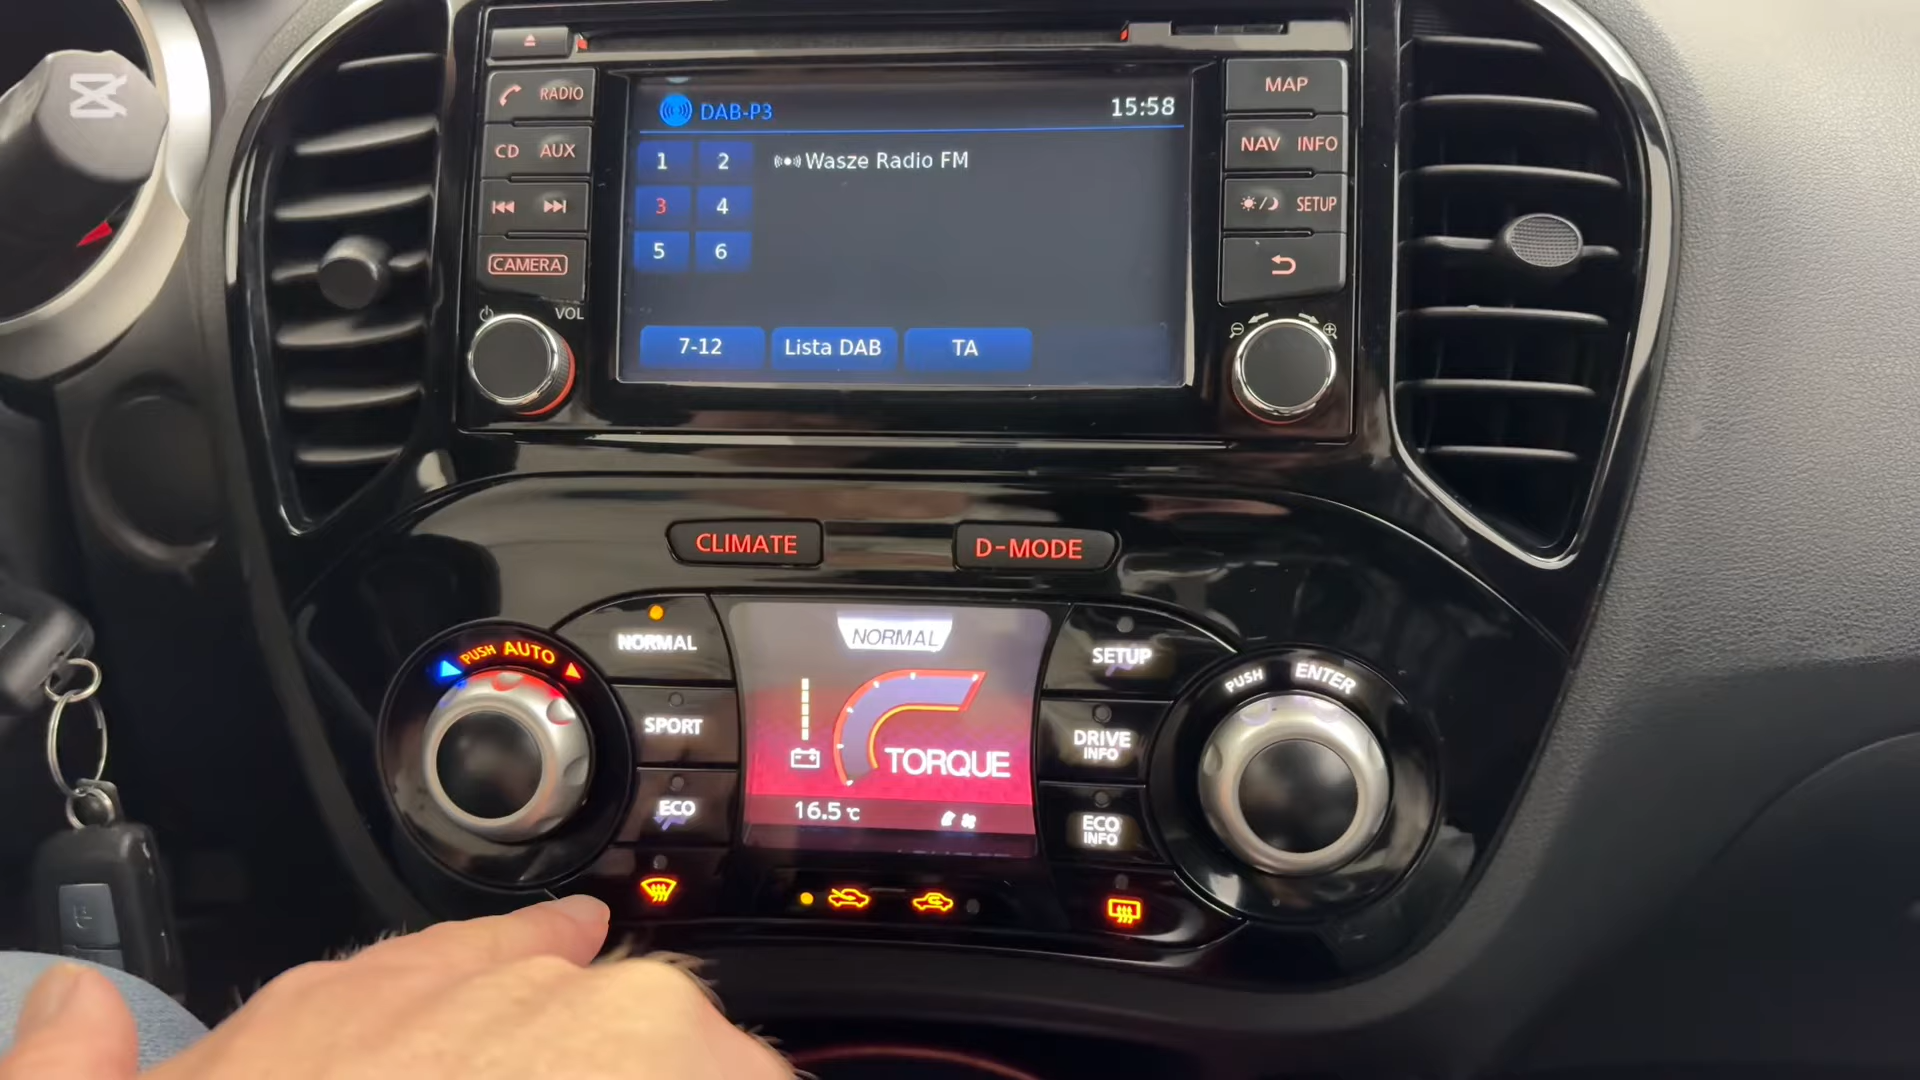 RADIO
CD AUX
CAMERA
VOL
DAB-P3 15:58
1 2 Wasze Radio FM
3 4
5 6
7-12 Lista DAB TA
MAP
NAV INFO
SETUP
CLIMATE D-MODE
PUSH AUTO
NORMAL
SPORT
ECO
NORMAL
TORQUE
16.5°C
SETUP
DRIVE
INFO
ECO
INFO
PUSH ENTER